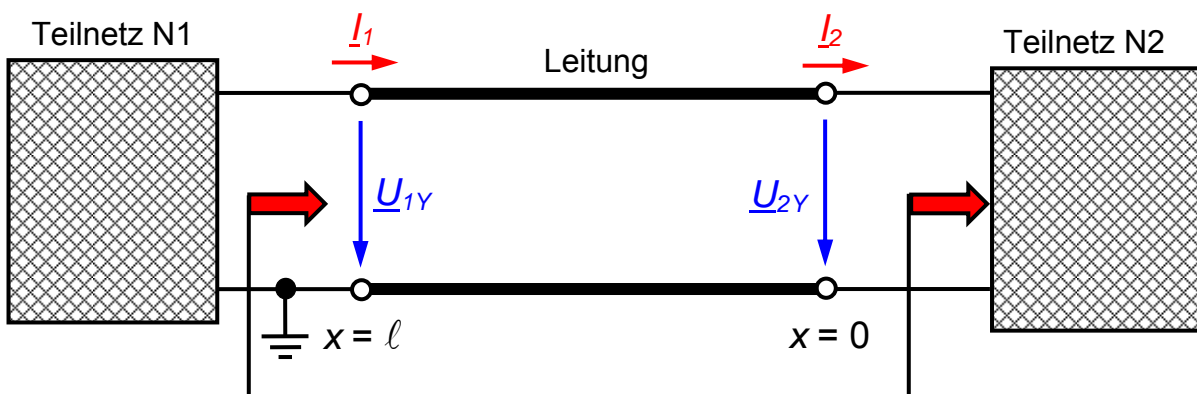 Teilnetz N1
I1
Leitung
I2
Teilnetz N2
U1Y
U2Y
x = ℓ
x = 0